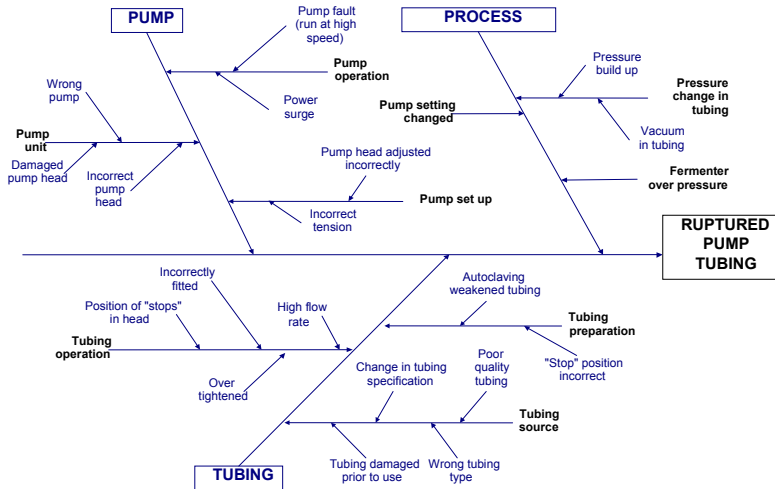 PUMP
Pump fault
(run at high
speed)
PROCESS
Pump
operation
Pressure
build up
Wrong
pump
Power
surge
Pump setting
changed
Pressure
change in
tubing
Vacuum
in tubing
Pump
unit
Damaged
pump head
Incorrect
pump
head
Pump head adjusted
incorrectly
Fermenter
over pressure
Incorrect
tension
Pump set up
RUPTURED
PUMP
TUBING
Incorrectly
fitted
Position of "stops"
in head
High flow
rate
Autoclaving
weakened tubing
Tubing
operation
Tubing
preparation
Over
tightened
Change in tubing
specification
Poor
quality
tubing
"Stop" position
incorrect
Tubing
source
TUBING
Tubing damaged
prior to use
Wrong tubing
type